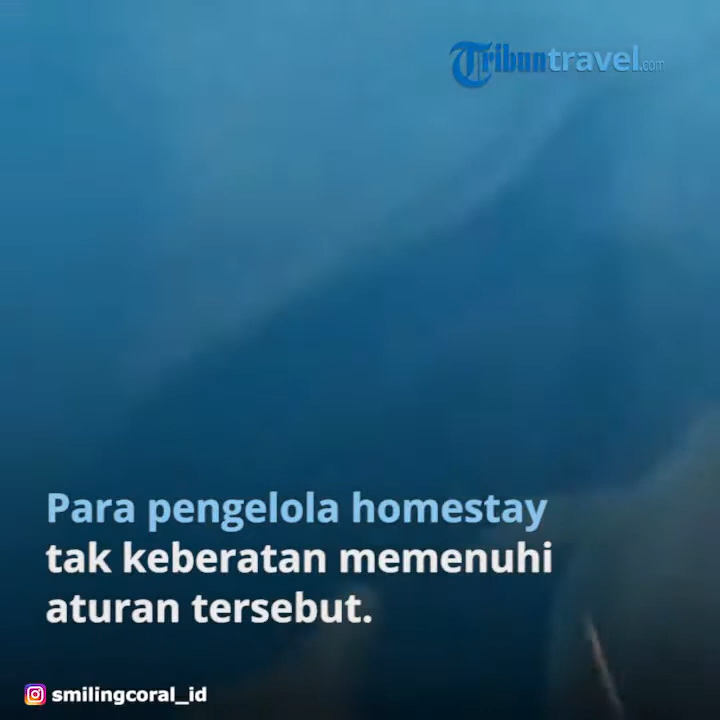 Tribuntravel.com
Para pengelola homestay
tak keberatan memenuhi
aturan tersebut.
smilingcoral_id